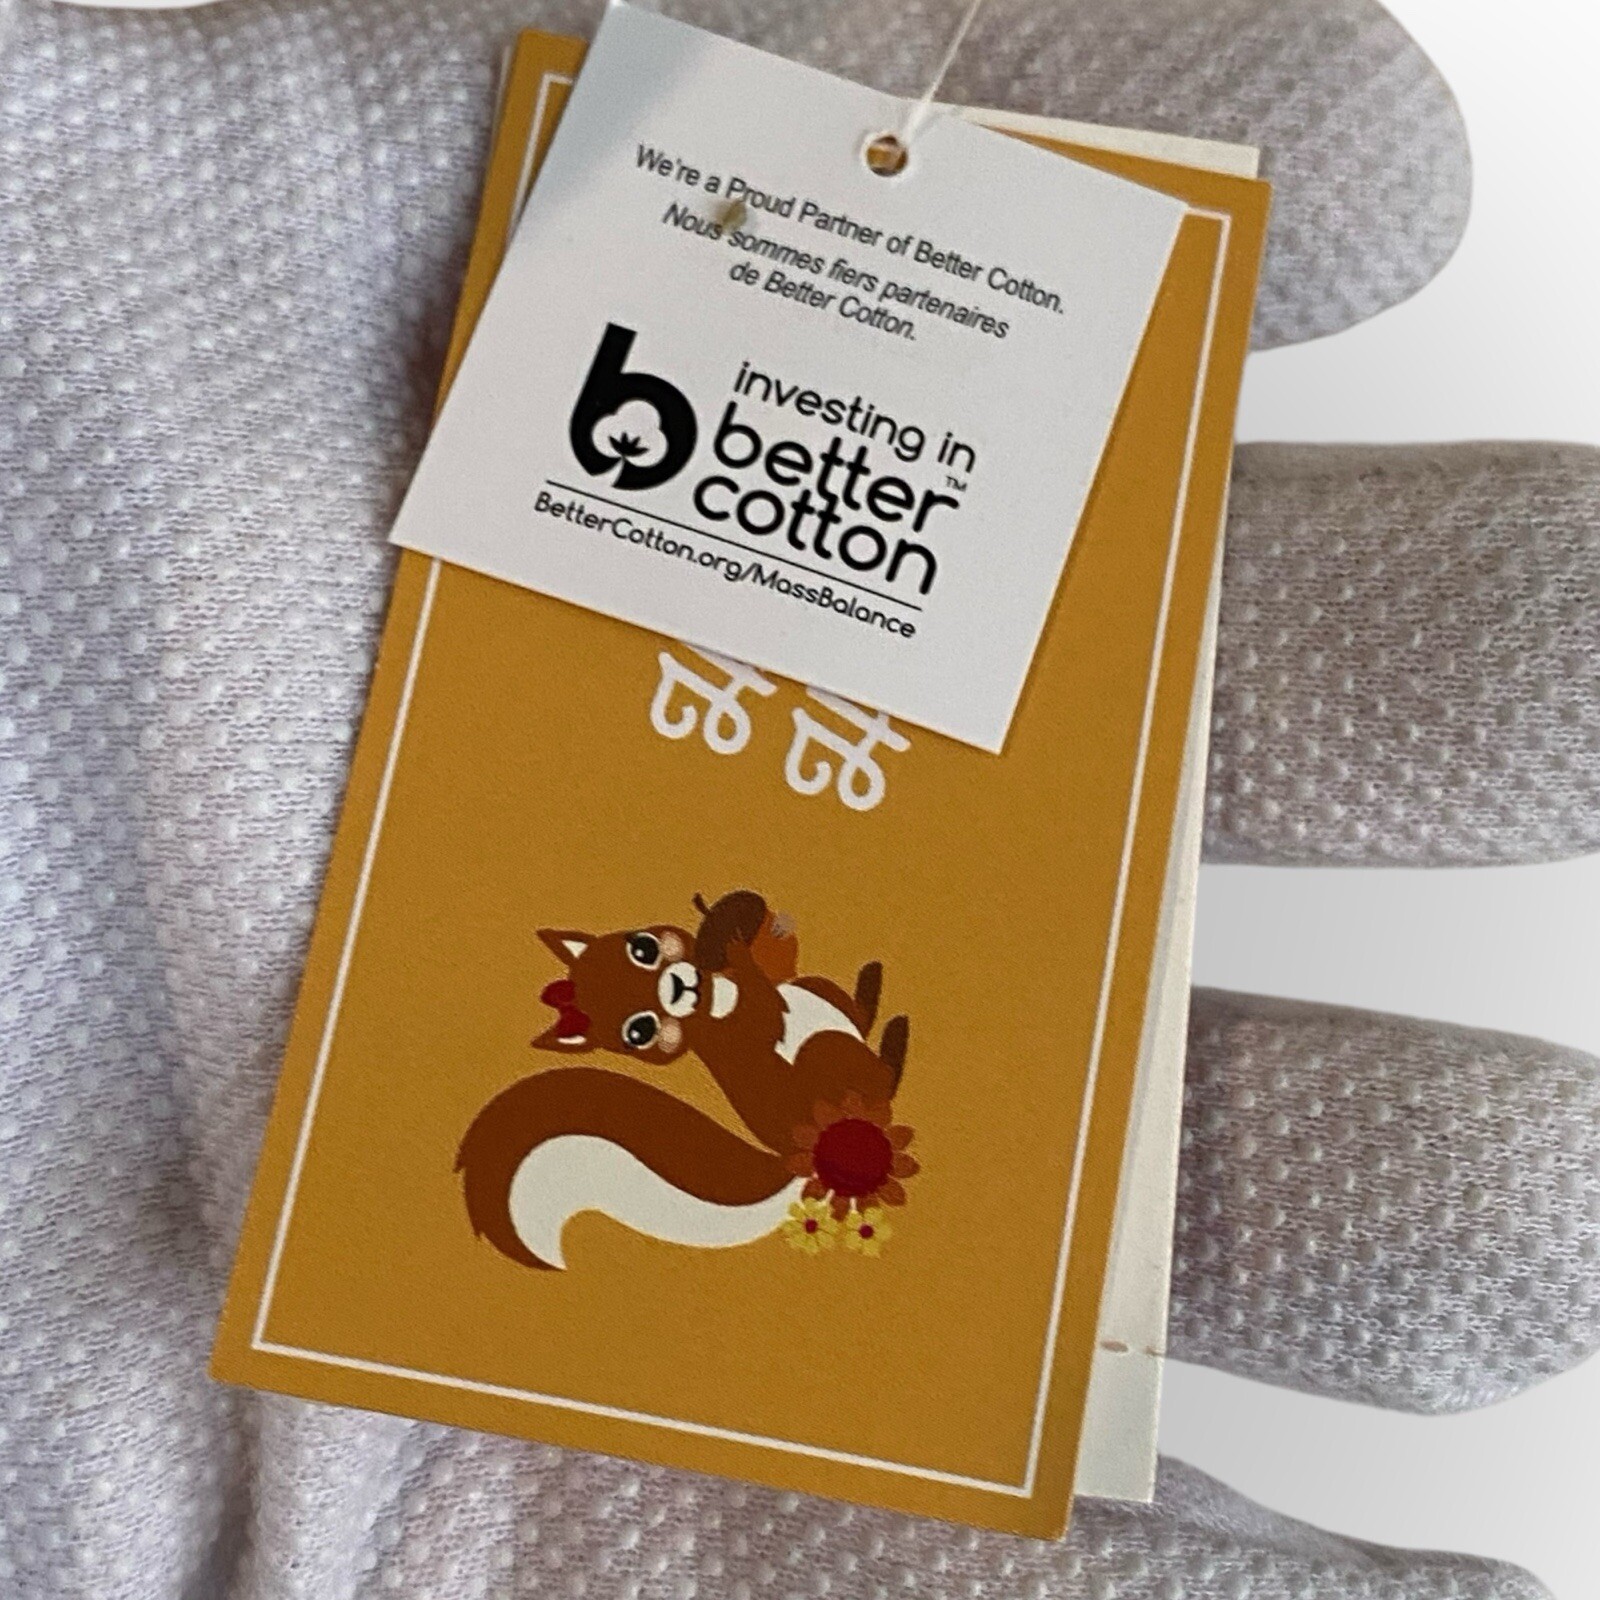 We're a Proud Partner of Better Cotton.
Nous sommes fiers partenaires
de Better Cotton.
investing in
better™
cotton
BetterCotton.org/MassBalance